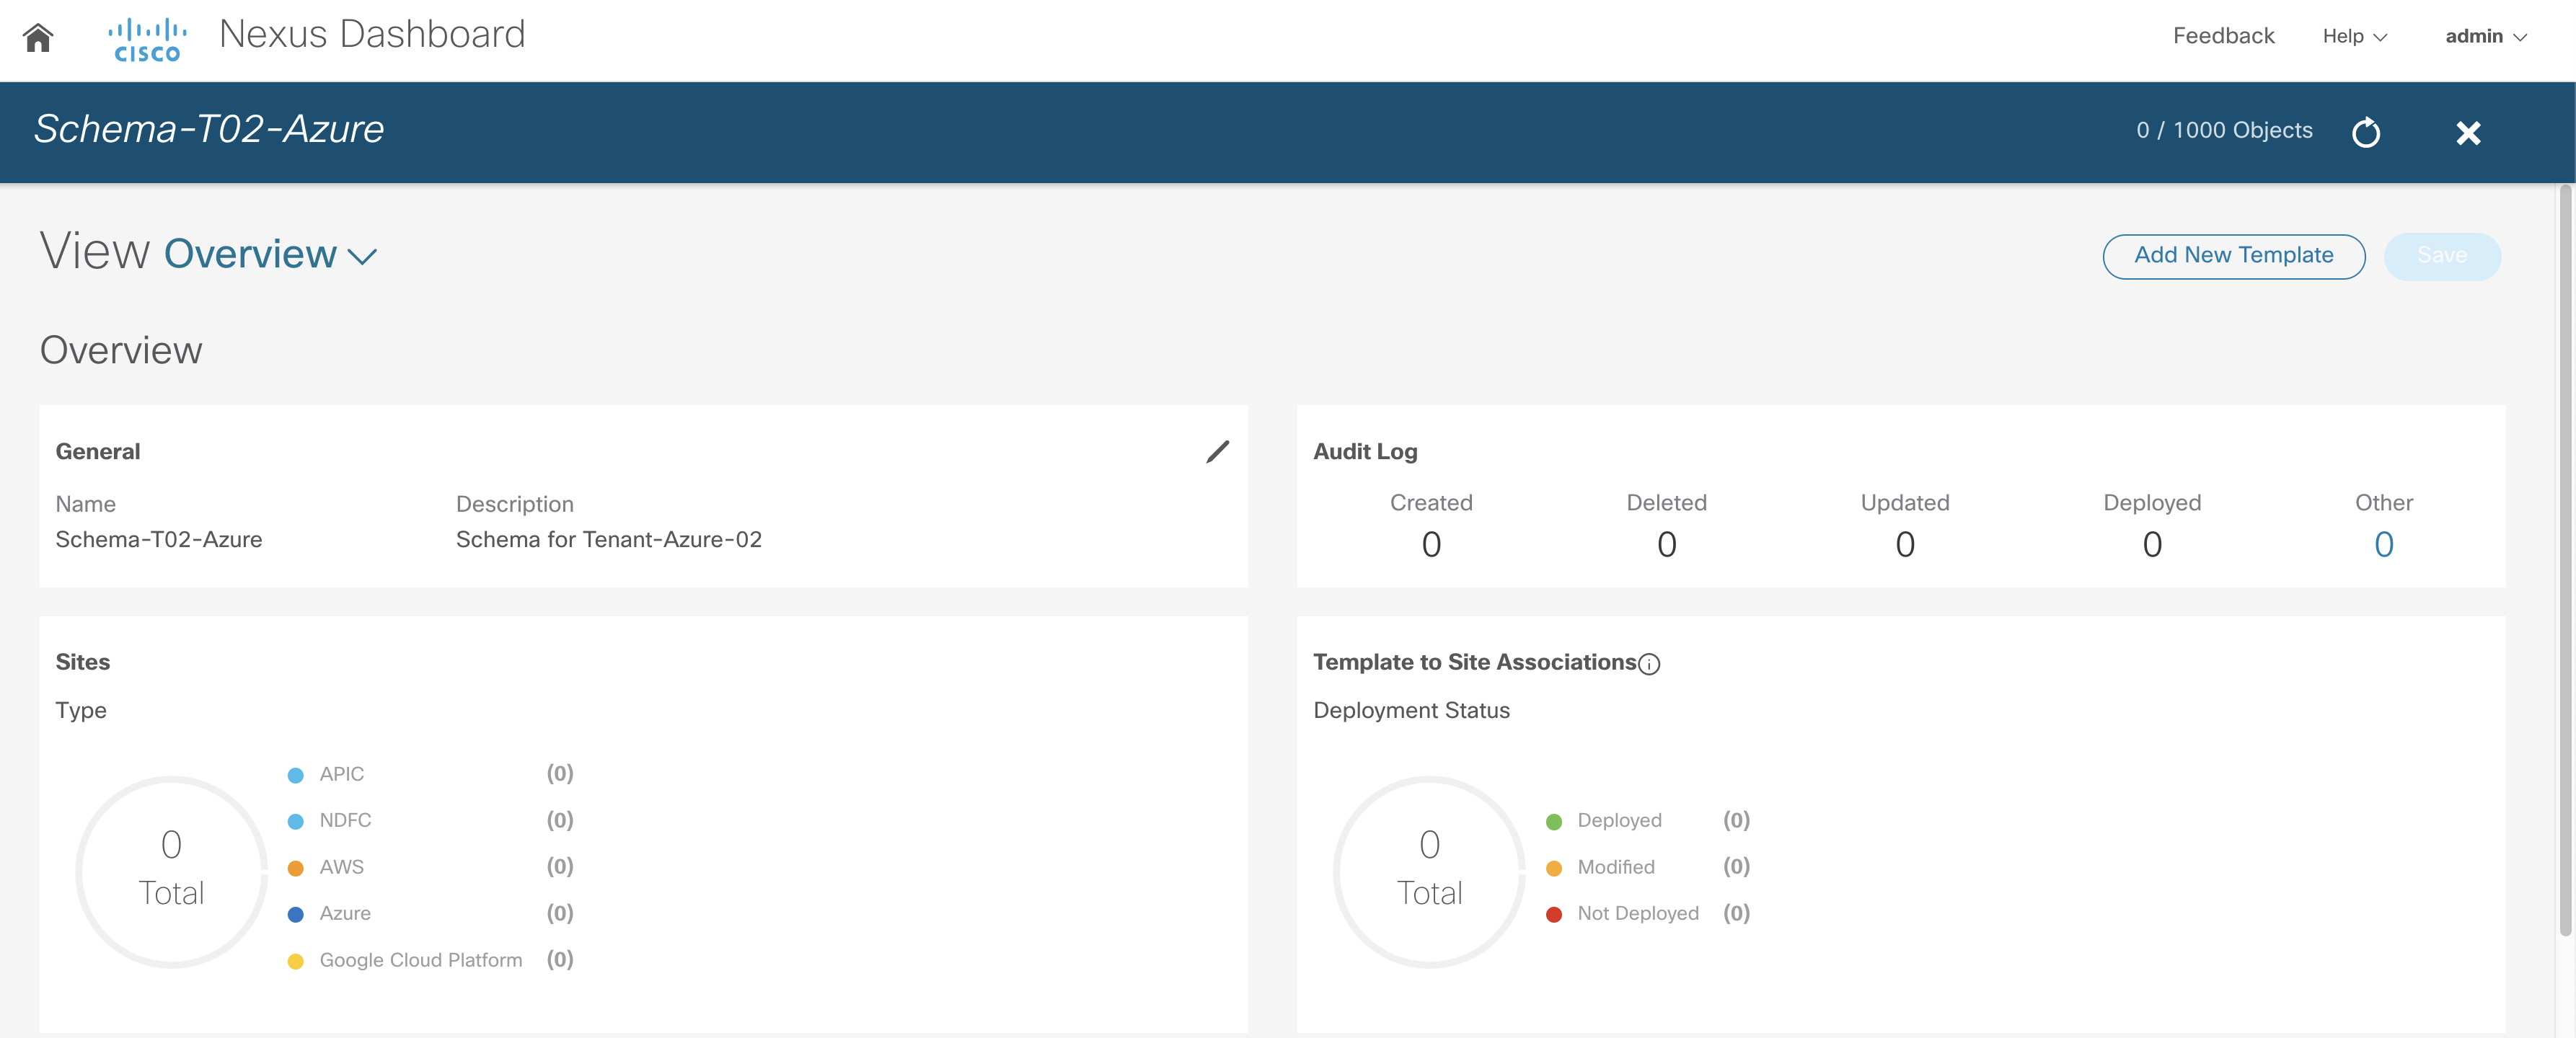 CISCO Nexus Dashboard Feedback Help admin
Schema-T02-Azure 0 / 1000 Objects
View Overview Add New Template Save
Overview
General
Name Description
Schema-T02-Azure Schema for Tenant-Azure-02
Audit Log
Created Deleted Updated Deployed Other
0 0 0 0 0
Sites
Type
0
Total
APIC (0)
NDFC (0)
AWS (0)
Azure (0)
Google Cloud Platform (0)
Template to Site Associations
Deployment Status
0
Total
Deployed (0)
Modified (0)
Not Deployed (0)